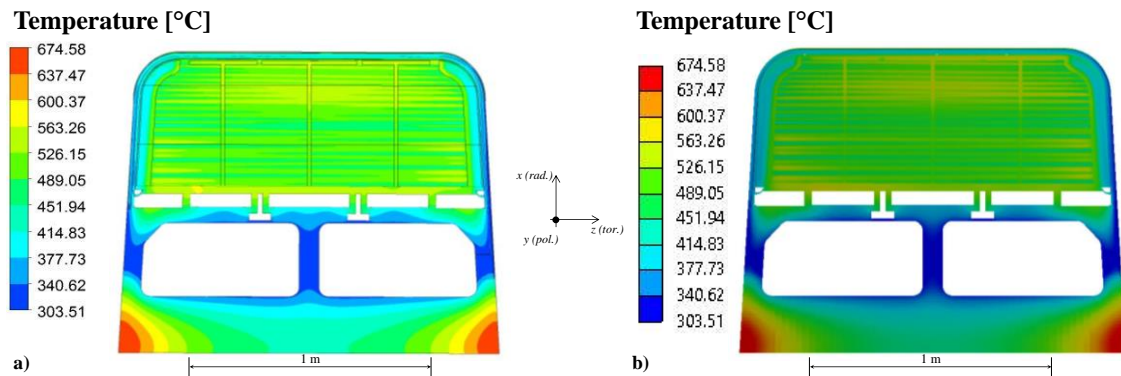 Temperature [°C]
674.58
637.47
600.37
563.26
526.15
489.05
451.94
414.83
377.73
340.62
303.51
a)
1 m
x (rad.)
z (tor.)
y (pol.)
Temperature [°C]
674.58
637.47
600.37
563.26
526.15
489.05
451.94
414.83
377.73
340.62
303.51
b)
1 m